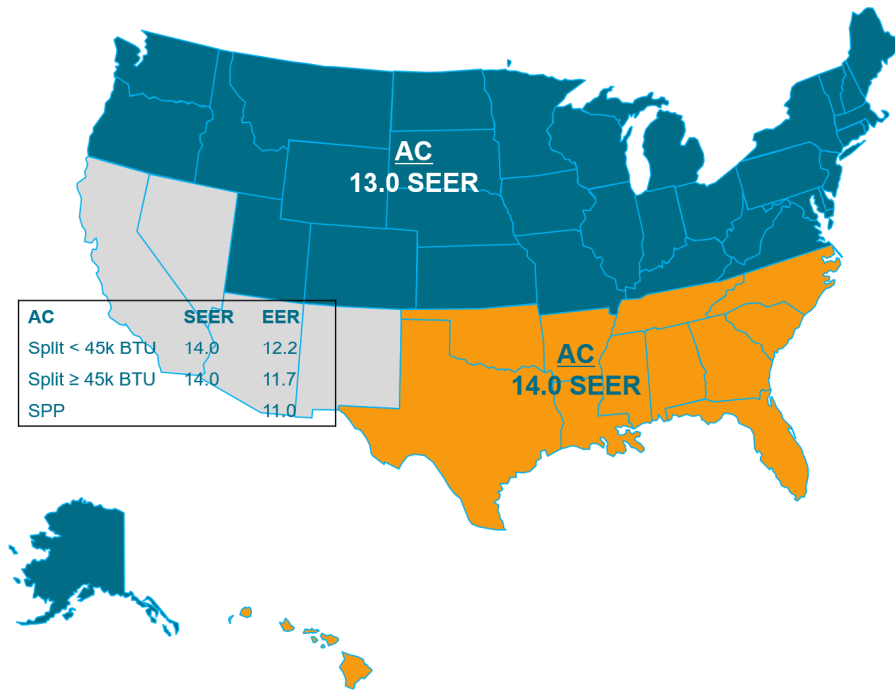 AC
13.0 SEER
AC SEER EER
Split < 45k BTU 14.0 12.2
Split ≥ 45k BTU 14.0 11.7
SPP 11.0
AC
14.0 SEER